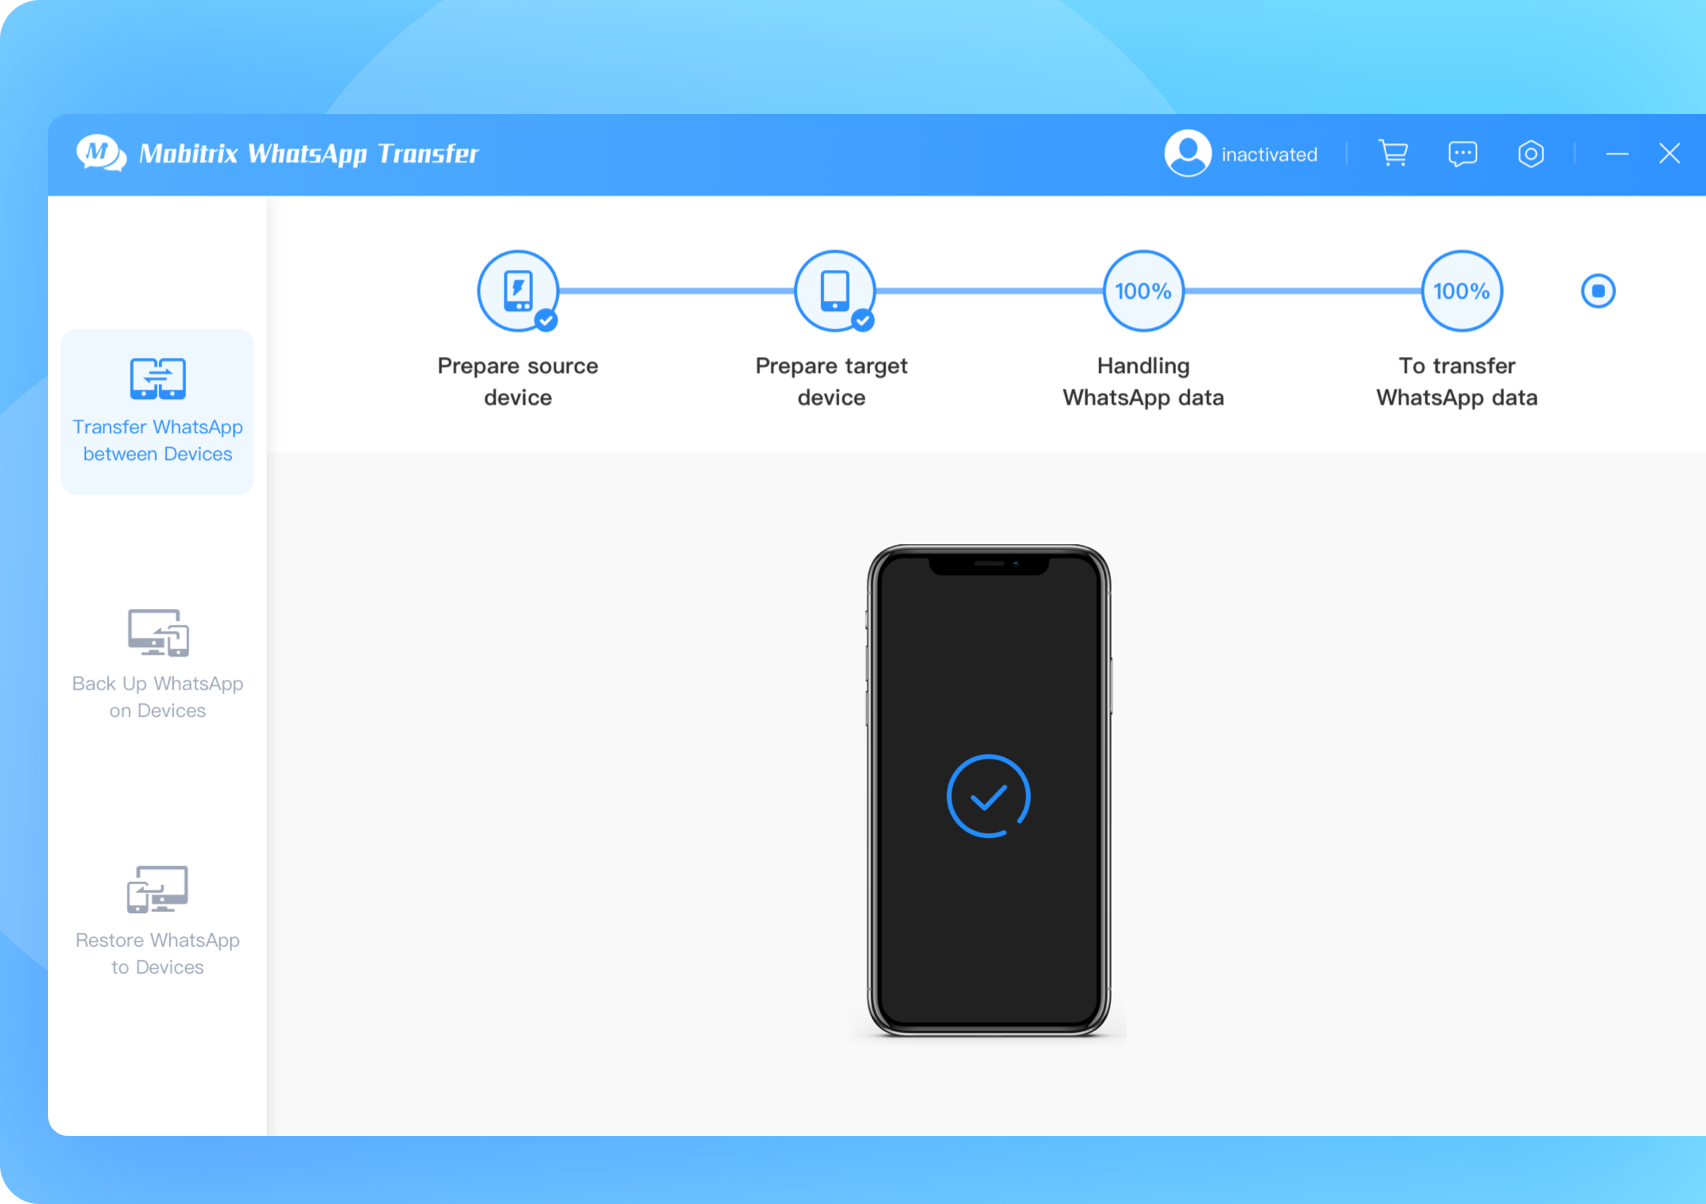 Mobitrix WhatsApp Transfer
inactivated
100%
100%
Prepare source
device
Prepare target
device
Handling
WhatsApp data
To transfer
WhatsApp data
Transfer WhatsApp
between Devices
Back Up WhatsApp
on Devices
Restore WhatsApp
to Devices